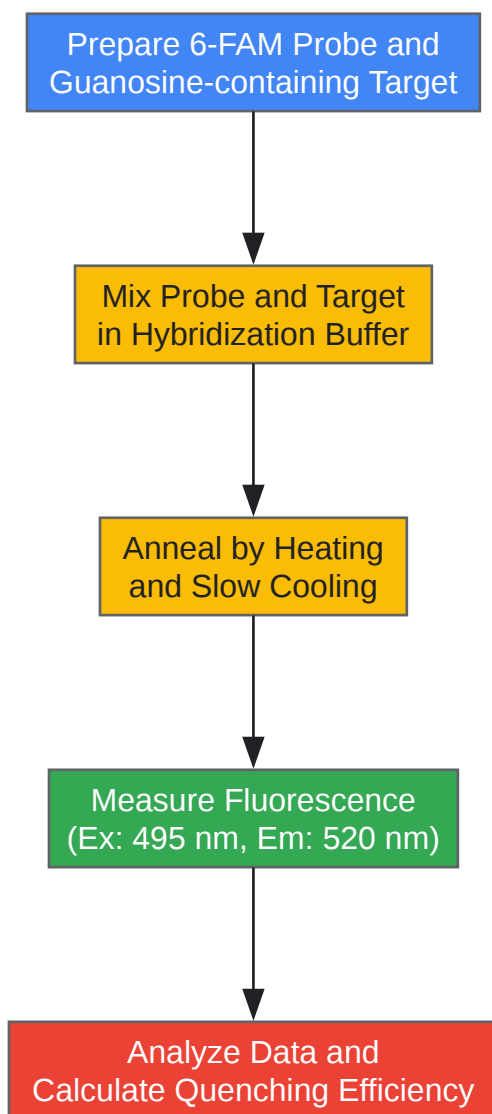 Prepare 6-FAM Probe and
Guanosine-containing Target
Mix Probe and Target
in Hybridization Buffer
Anneal by Heating
and Slow Cooling
Measure Fluorescence
(Ex: 495 nm, Em: 520 nm)
Analyze Data and
Calculate Quenching Efficiency